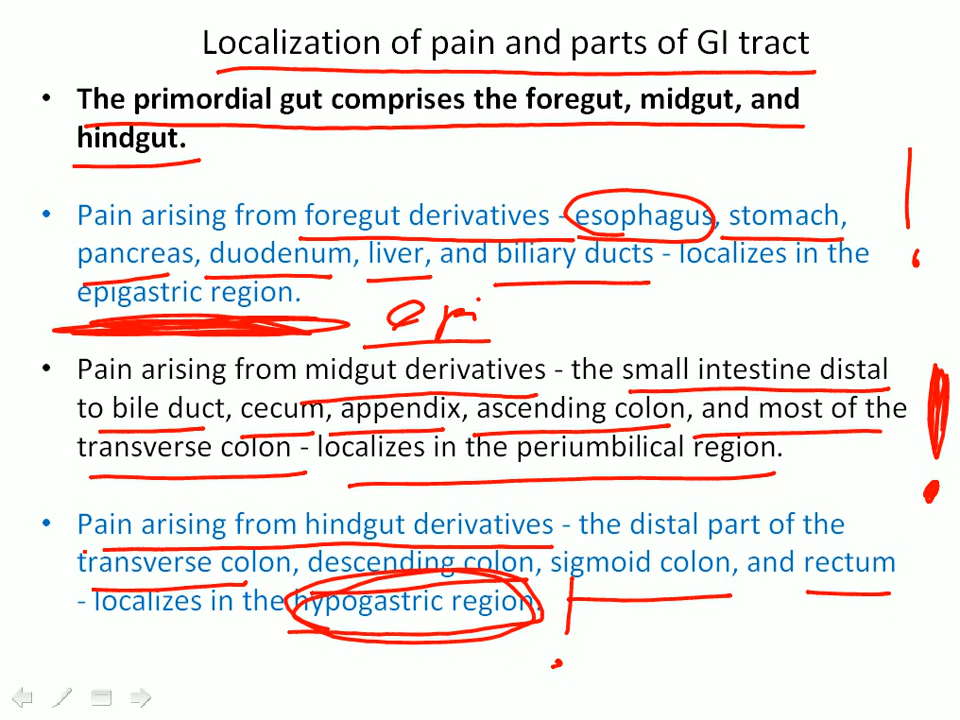 Localization of pain and parts of GI tract
• The primordial gut comprises the foregut, midgut, and
hindgut.
• Pain arising from foregut derivatives - esophagus, stomach,
pancreas, duodenum, liver, and biliary ducts - localizes in the
epigastric region.
epi
• Pain arising from midgut derivatives - the small intestine distal
to bile duct, cecum, appendix, ascending colon, and most of the
transverse colon - localizes in the periumbilical region.
• Pain arising from hindgut derivatives - the distal part of the
transverse colon, descending colon, sigmoid colon, and rectum
- localizes in the hypogastric region.